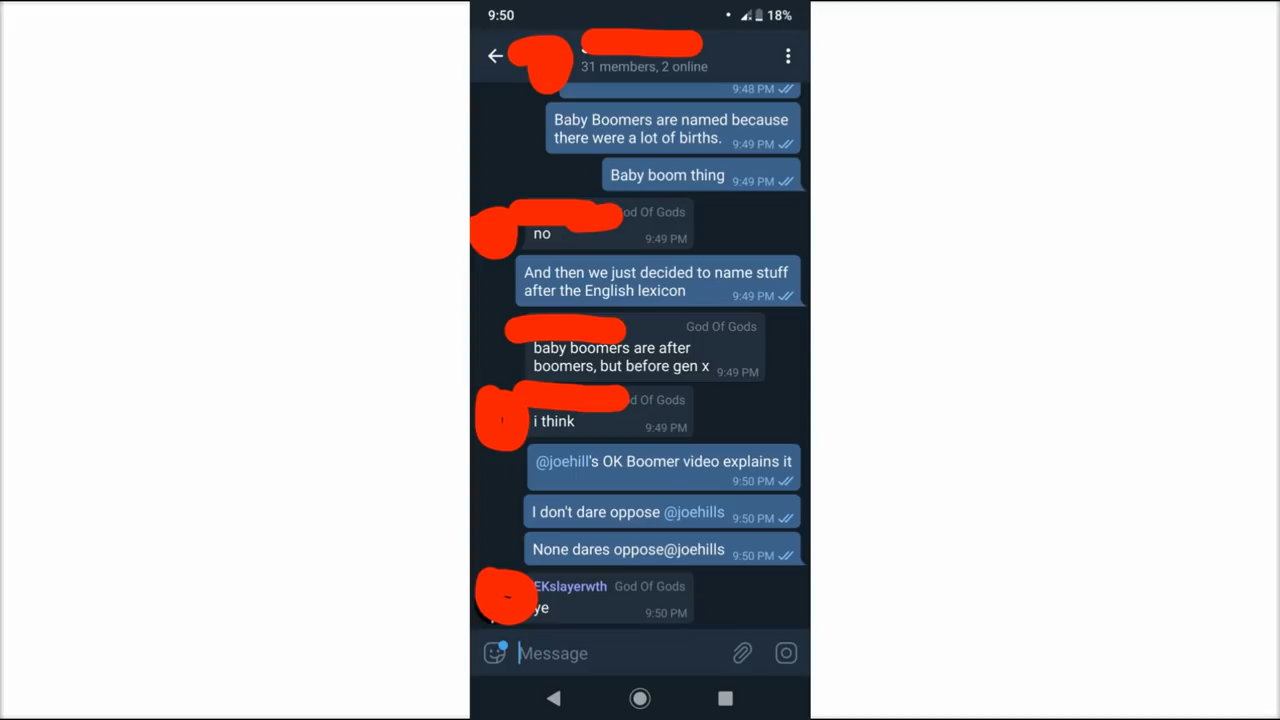 9:50
18%
31 members, 2 online
9:48 PM
Baby Boomers are named because
there were a lot of births.
9:49 PM
Baby boom thing
9:49 PM
Of Gods
no
9:49 PM
And then we just decided to name stuff
after the English lexicon
9:49 PM
God Of Gods
baby boomers are after
boomers, but before gen x
9:49 PM
Of Gods
i think
9:49 PM
@joehill's OK Boomer video explains it
9:50 PM
I don't dare oppose @joehills
9:50 PM
None dares oppose@joehills
9:50 PM
EKslayerwth God Of Gods
ye
9:50 PM
Message